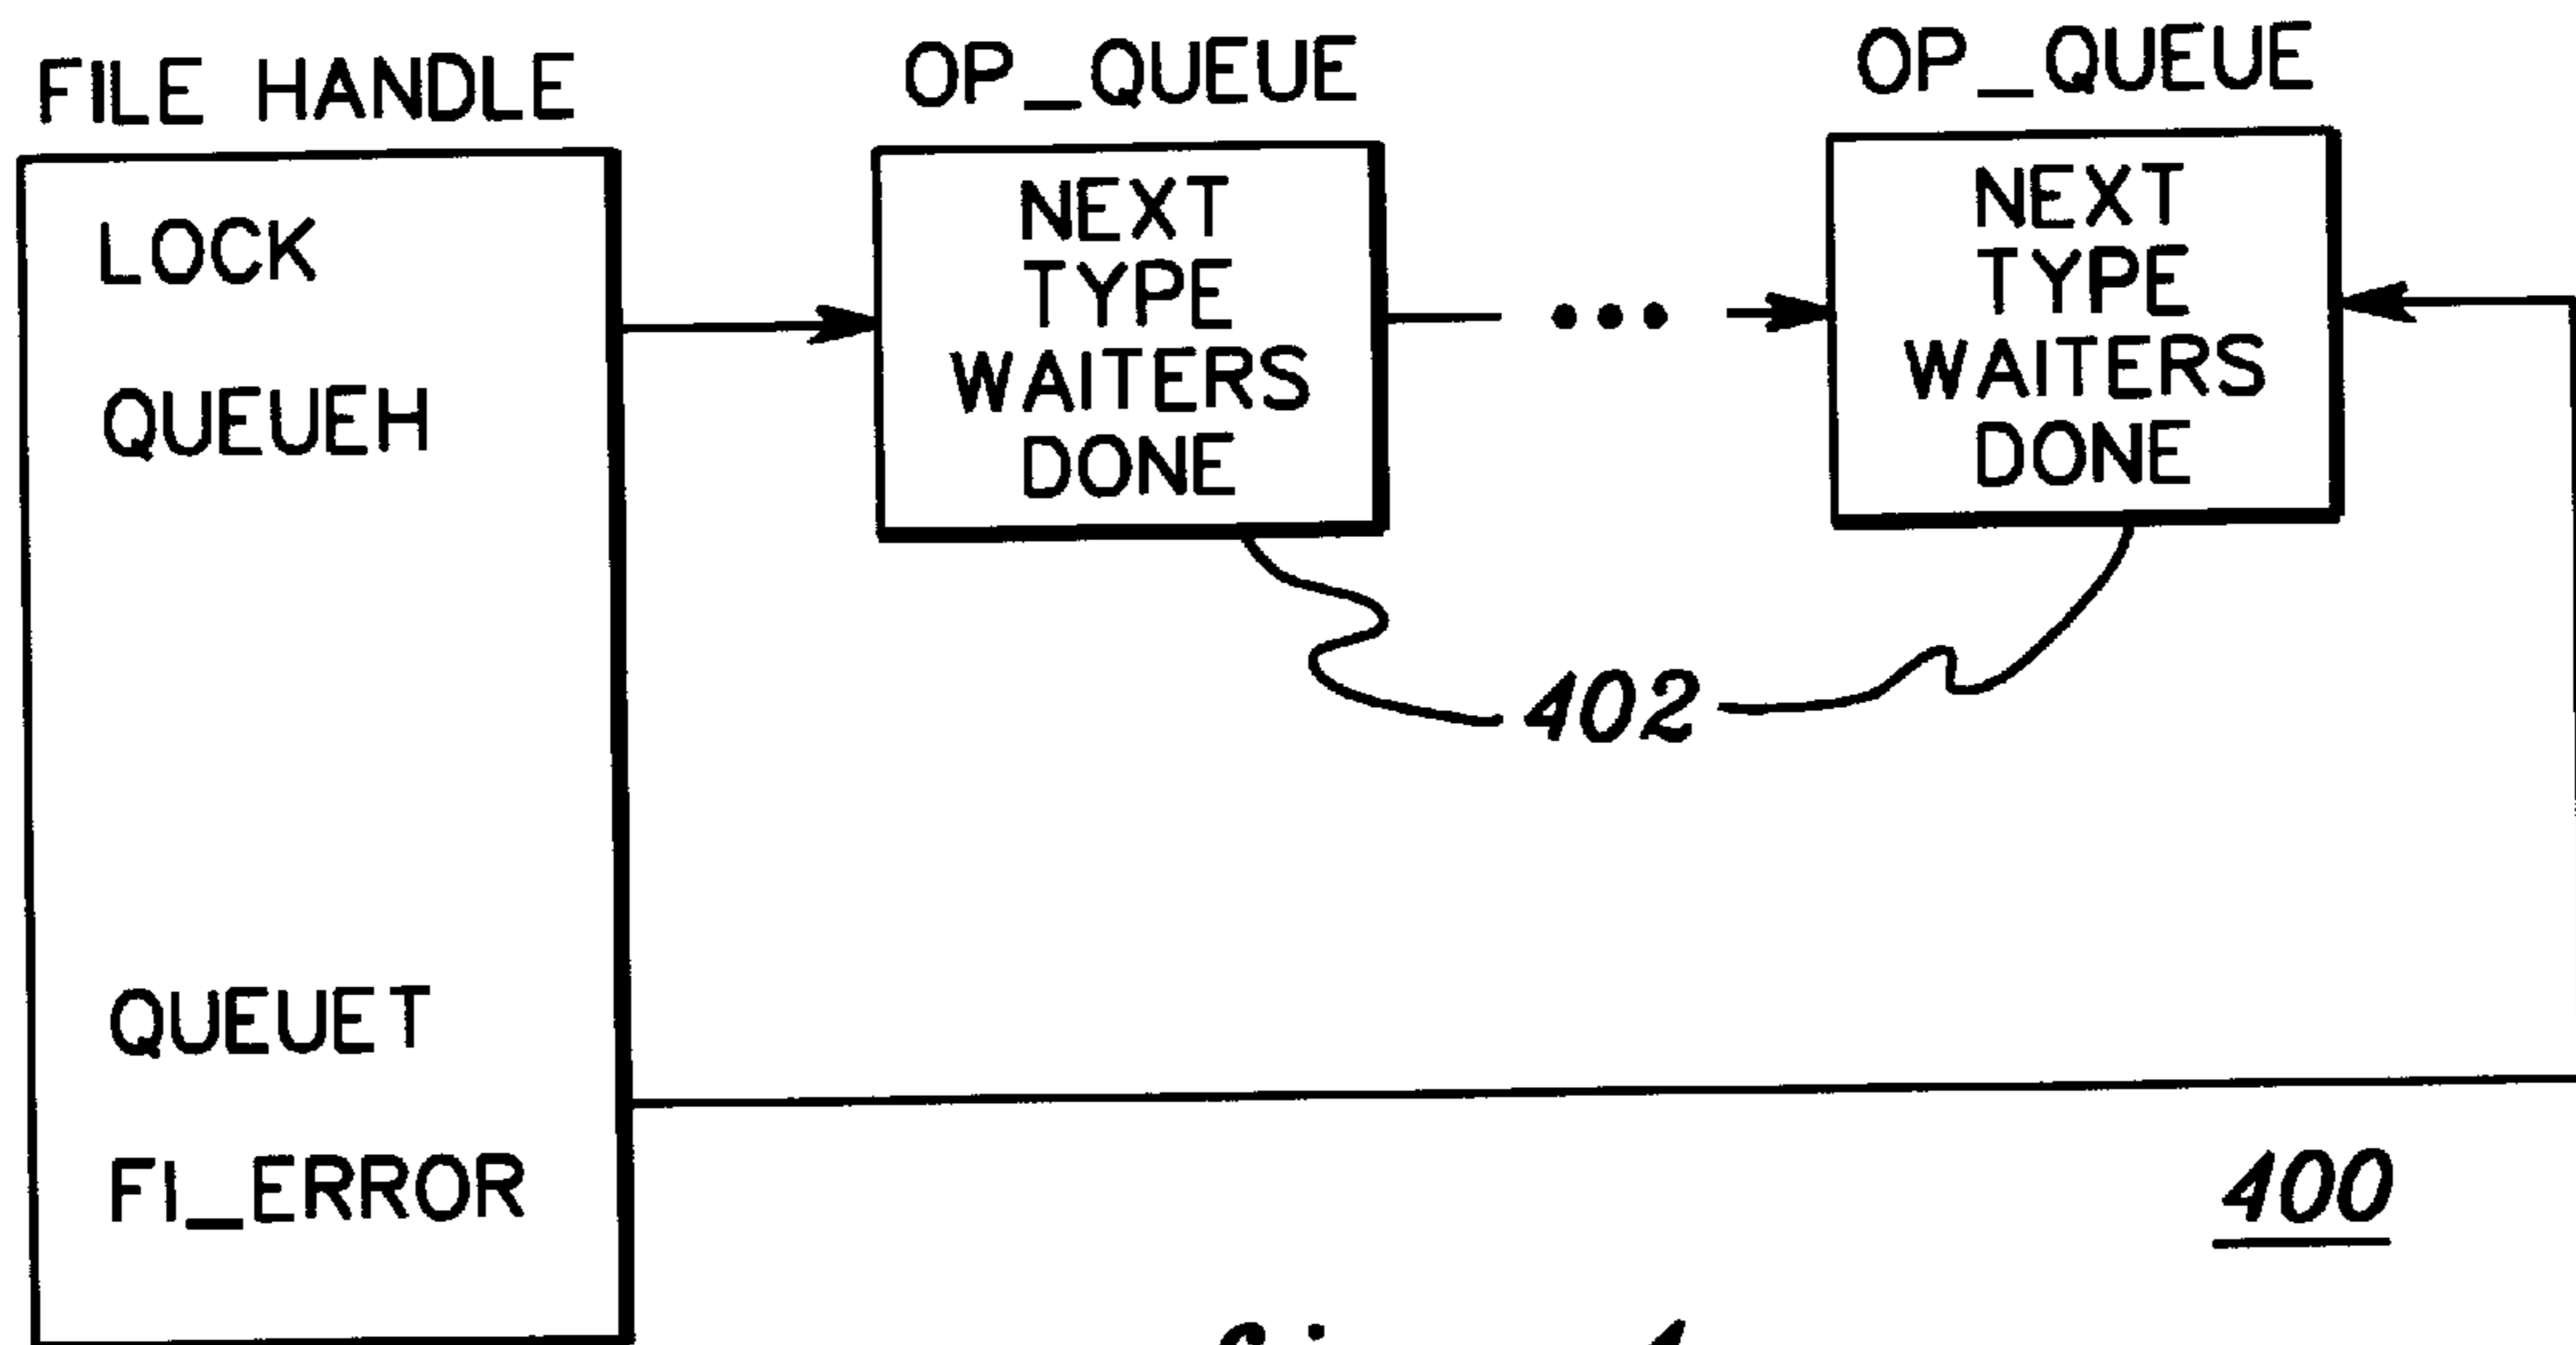 FILE HANDLE
LOCK
QUEUEH
QUEUET
FI_ERROR
OP_QUEUE
NEXT
TYPE
WAITERS
DONE
OP_QUEUE
NEXT
TYPE
WAITERS
DONE
402
400